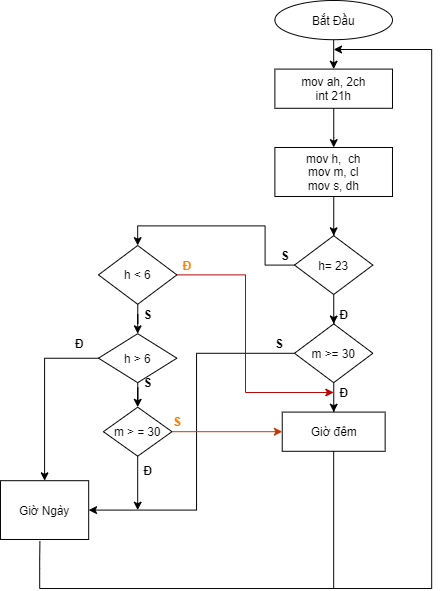 Bắt Đầu
mov ah, 2ch
int 21h
mov h, ch
mov m, cl
mov s, dh
h= 23
S
Đ
h < 6
Đ
S
h > 6
Đ
S
m >= 30
S
Đ
m > = 30
S
Đ
Giờ đêm
Giờ Ngày